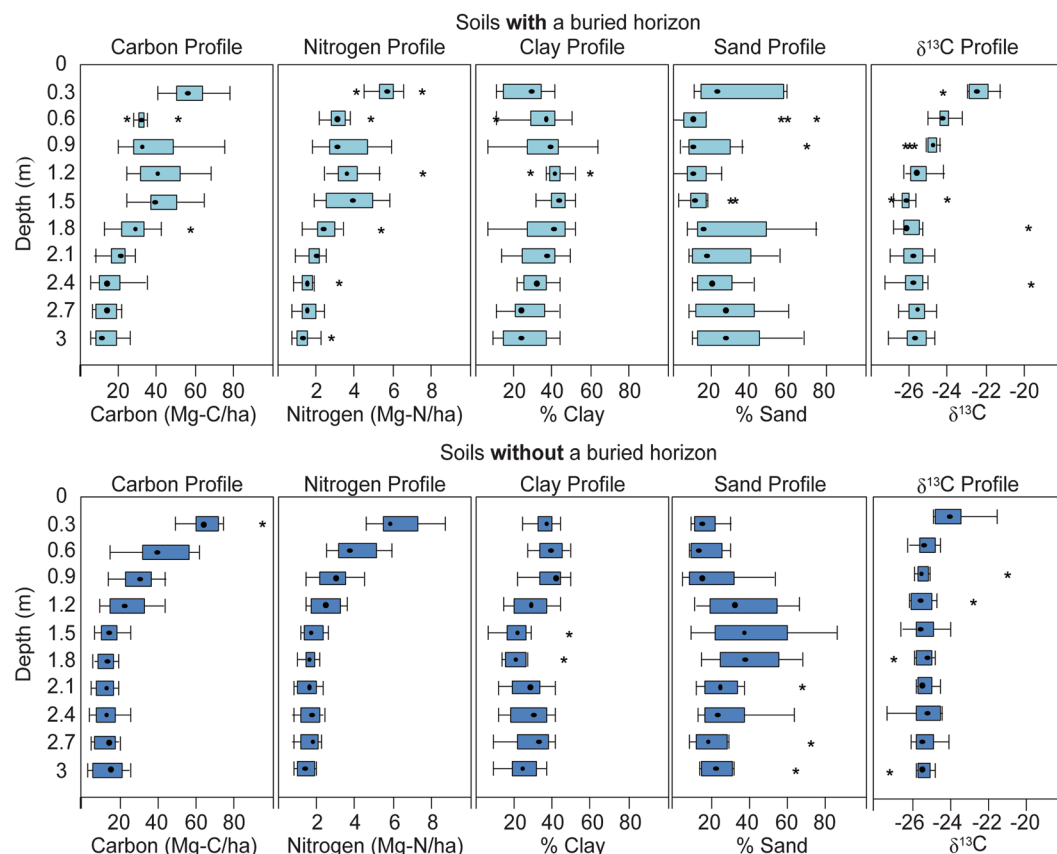 Soils with a buried horizon
Carbon Profile Nitrogen Profile Clay Profile Sand Profile δ¹³C Profile
0
0.3
0.6
0.9
1.2
1.5
1.8
2.1
2.4
2.7
3
Depth (m)
20 40 60 80 2 4 6 8 20 40 60 80 20 40 60 80 -26 -24 -22 -20
Carbon (Mg-C/ha) Nitrogen (Mg-N/ha) % Clay % Sand δ¹³C
Soils without a buried horizon
Carbon Profile Nitrogen Profile Clay Profile Sand Profile δ¹³C Profile
0
0.3
0.6
0.9
1.2
1.5
1.8
2.1
2.4
2.7
3
Depth (m)
20 40 60 80 2 4 6 8 20 40 60 80 20 40 60 80 -26 -24 -22 -20
Carbon (Mg-C/ha) Nitrogen (Mg-N/ha) % Clay % Sand δ¹³C